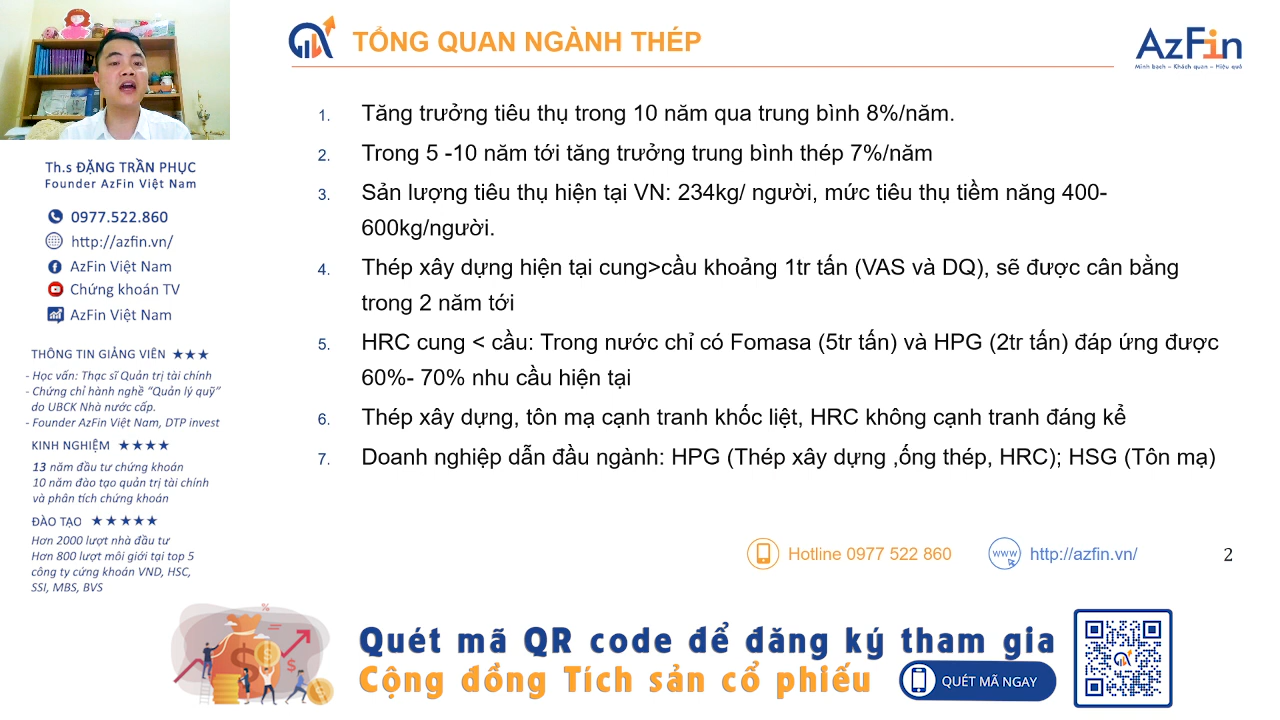 TỔNG QUAN NGÀNH THÉP
AzFin
Minh bạch – Khách quan – Hiệu quả
1. Tăng trưởng tiêu thụ trong 10 năm qua trung bình 8%/năm.
2. Trong 5 -10 năm tới tăng trưởng trung bình thép 7%/năm
3. Sản lượng tiêu thụ hiện tại VN: 234kg/ người, mức tiêu thụ tiềm năng 400-
600kg/người.
4. Thép xây dựng hiện tại cung>cầu khoảng 1tr tấn (VAS và DQ), sẽ được cân bằng
trong 2 năm tới
5. HRC cung < cầu: Trong nước chỉ có Fomasa (5tr tấn) và HPG (2tr tấn) đáp ứng được
60%- 70% nhu cầu hiện tại
6. Thép xây dựng, tôn mạ cạnh tranh khốc liệt, HRC không cạnh tranh đáng kể
7. Doanh nghiệp dẫn đầu ngành: HPG (Thép xây dựng ,ống thép, HRC); HSG (Tôn mạ)
Th.s ĐẶNG TRẦN PHỤC
Founder AzFin Việt Nam
0977.522.860
http://azfin.vn/
AzFin Việt Nam
Chứng khoán TV
AzFin Việt Nam
THÔNG TIN GIẢNG VIÊN ★★★
- Học vấn: Thạc sĩ Quản trị tài chính
- Chứng chỉ hành nghề "Quản lý quỹ"
do UBCK Nhà nước cấp.
- Founder AzFin Việt Nam, DTP invest
KINH NGHIỆM ★★★★
13 năm đầu tư chứng khoán
10 năm đào tạo quản trị tài chính
và phân tích chứng khoán
ĐÀO TẠO ★★★★★
Hơn 2000 lượt nhà đầu tư
Hơn 800 lượt môi giới tại top 5
công ty cứng khoán VND, HSC,
SSI, MBS, BVS
Hotline 0977 522 860
www
http://azfin.vn/
2
Quét mã QR code để đăng ký tham gia
Cộng đồng Tích sản cổ phiếu
QUÉT MÃ NGAY